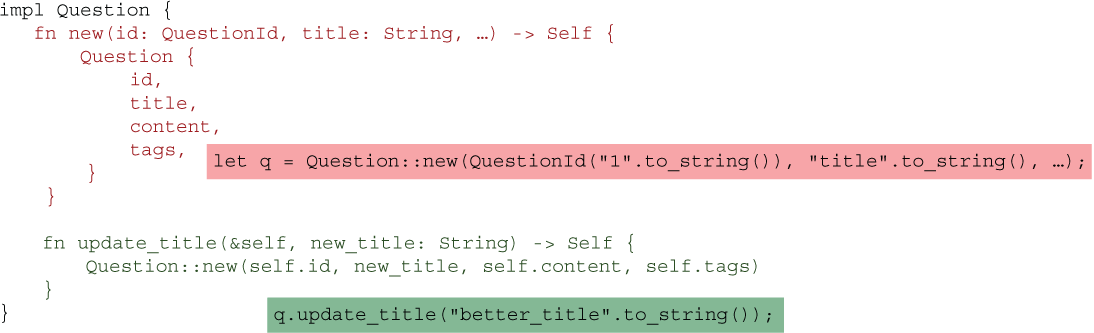 impl Question {
fn new(id: QuestionId, title: String, …) -> Self {
Question {
id,
title,
content,
tags,
let q = Question::new(QuestionId("1".to_string()), "title".to_string(), …);
}
}
fn update_title(&self, new_title: String) -> Self {
Question::new(self.id, new_title, self.content, self.tags)
}
}
q.update_title("better_title".to_string());